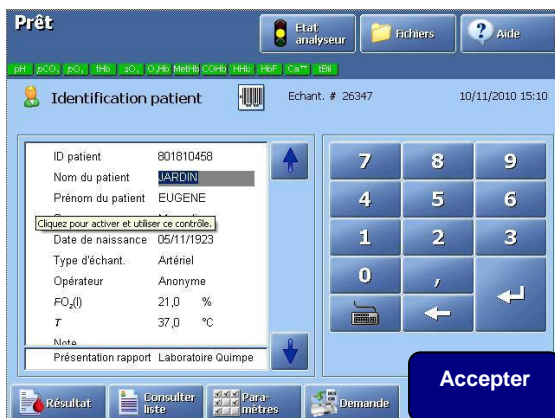 Prêt
Etat analyseur
Fichiers
? Aide
pH pCO₂ pO₂ tHb sO₂ O₂Hb MetHb COHb HHb HbF Ca⁺⁺ tBil
Identification patient
Echant. # 26347
10/11/2010 15:10
ID patient 801810458
Nom du patient JARDIN
Prénom du patient EUGENE
Cliquez pour activer et utiliser ce contrôle.
Date de naissance 05/11/1923
Type d'échant. Artériel
Opérateur Anonyme
FO₂(I) 21,0 %
T 37,0 °C
Note
Présentation rapport Laboratoire Quimpe
7 8 9
4 5 6
1 2 3
0 ,
Résultat
Consulter liste
Para-mètres
Demande
Accepter